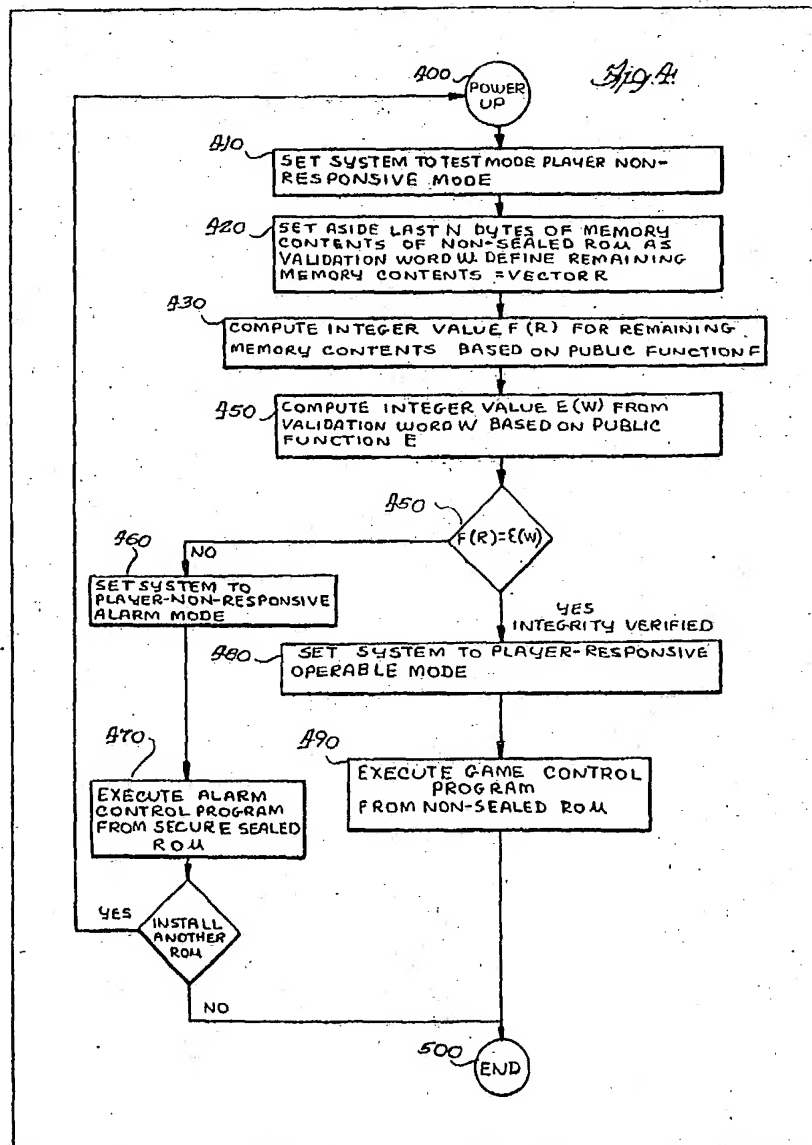 400
POWER
UP
Fig. 4.
410
SET SYSTEM TO TEST MODE PLAYER NON-
RESPONSIVE MODE
420
SET ASIDE LAST N BYTES OF MEMORY
CONTENTS OF NON-SEALED ROM AS
VALIDATION WORD W. DEFINE REMAINING
MEMORY CONTENTS = VECTOR R
430
COMPUTE INTEGER VALUE F(R) FOR REMAINING
MEMORY CONTENTS BASED ON PUBLIC FUNCTION F
450
COMPUTE INTEGER VALUE E(W) FROM
VALIDATION WORD W BASED ON PUBLIC
FUNCTION E
450
F(R)=E(W)
NO
460
SET SYSTEM TO
PLAYER-NON-RESPONSIVE
ALARM MODE
YES
INTEGRITY VERIFIED
480
SET SYSTEM TO PLAYER-RESPONSIVE
OPERABLE MODE
470
EXECUTE ALARM
CONTROL PROGRAM
FROM SECURE SEALED
ROM
490
EXECUTE GAME CONTROL
PROGRAM
FROM NON-SEALED ROM
YES
INSTALL
ANOTHER
ROM
NO
500
END